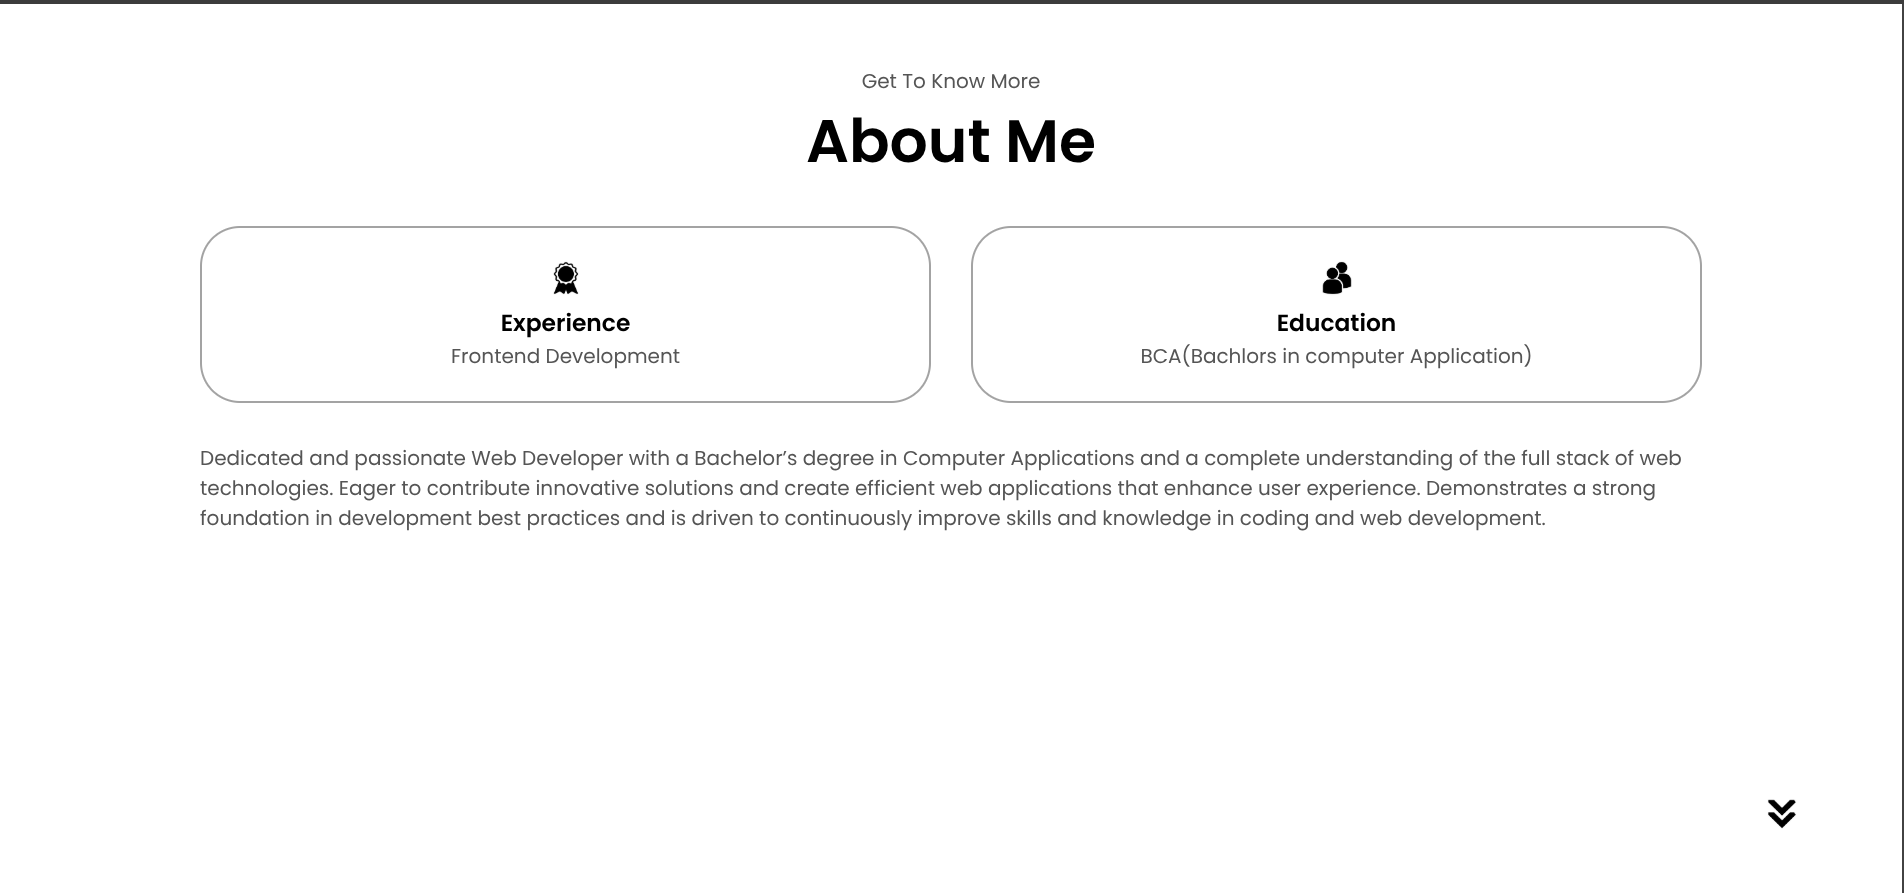 Get To Know More
About Me
Experience
Frontend Development
Education
BCA(Bachlors in computer Application)
Dedicated and passionate Web Developer with a Bachelor’s degree in Computer Applications and a complete understanding of the full stack of web
technologies. Eager to contribute innovative solutions and create efficient web applications that enhance user experience. Demonstrates a strong
foundation in development best practices and is driven to continuously improve skills and knowledge in coding and web development.